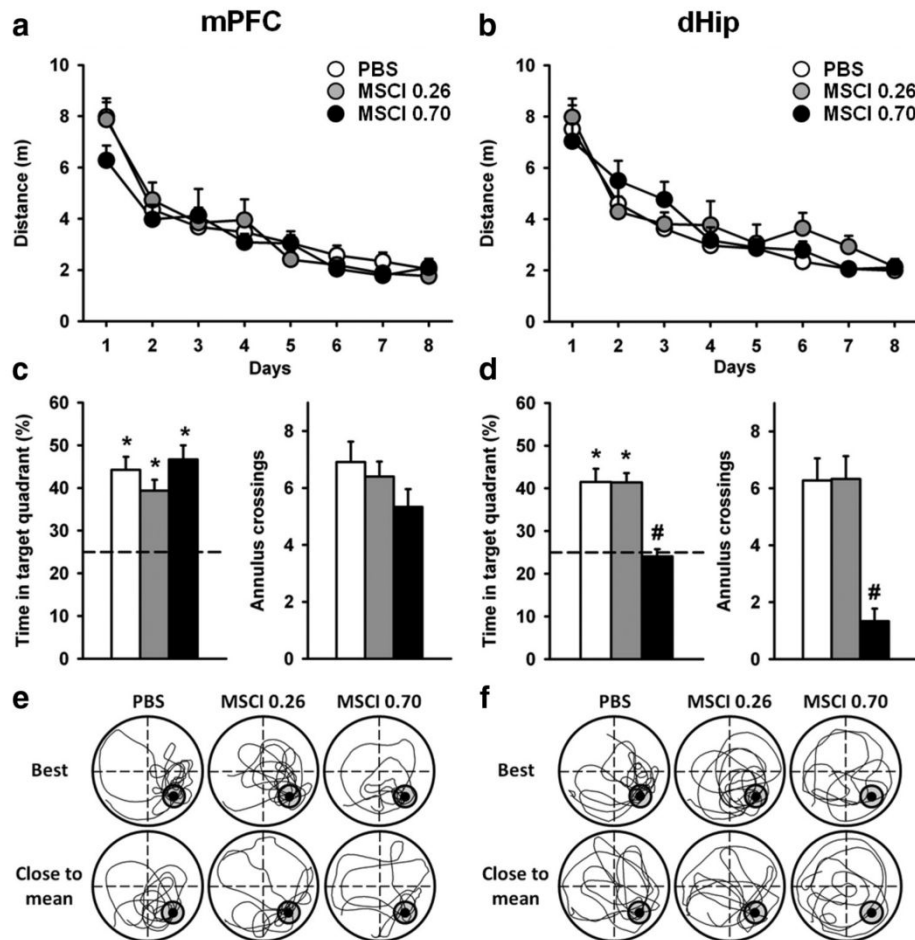 a mPFC b dHip
10 PBS 10 PBS
MSCI 0.26 MSCI 0.26
8 MSCI 0.70 8 MSCI 0.70
6 6
Distance (m) Distance (m)
4 4
2 2
0 0
1 2 3 4 5 6 7 8 1 2 3 4 5 6 7 8
Days Days
c d
60 60
8 8
50 * * * 50
Time in target quadrant (%) 40 Annulus crossings 6 Time in target quadrant (%) 40 * * Annulus crossings 6
30 4 30 # 4
20 20
2 2 #
10 10
0 0 0 0
e PBS MSCI 0.26 MSCI 0.70 f PBS MSCI 0.26 MSCI 0.70
Best Best
Close to Close to
mean mean